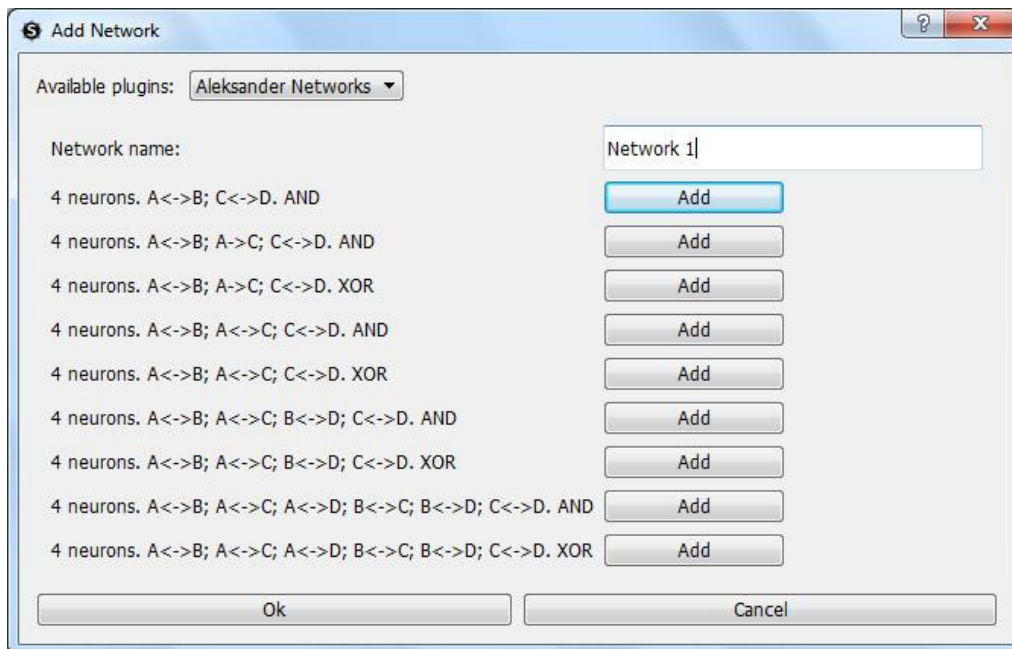 Add Network
Available plugins: Aleksander Networks
Network name: Network 1
4 neurons. A<->B; C<->D. AND Add
4 neurons. A<->B; A->C; C<->D. AND Add
4 neurons. A<->B; A->C; C<->D. XOR Add
4 neurons. A<->B; A<->C; C<->D. AND Add
4 neurons. A<->B; A<->C; C<->D. XOR Add
4 neurons. A<->B; A<->C; B<->D; C<->D. AND Add
4 neurons. A<->B; A<->C; B<->D; C<->D. XOR Add
4 neurons. A<->B; A<->C; A<->D; B<->C; B<->D; C<->D. AND Add
4 neurons. A<->B; A<->C; A<->D; B<->C; B<->D; C<->D. XOR Add
Ok Cancel